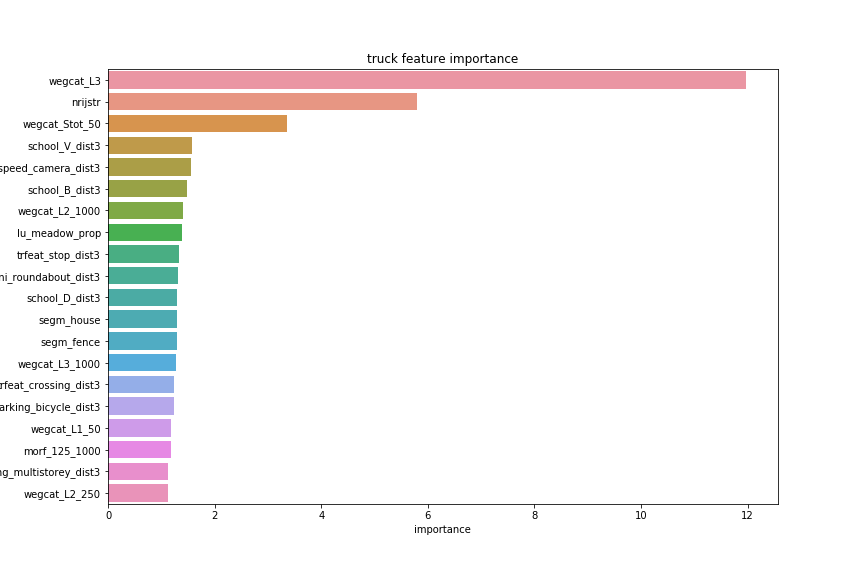 truck feature importance
wegcat_L3
nrijstr
wegcat_Stot_50
school_V_dist3
speed_camera_dist3
school_B_dist3
wegcat_L2_1000
lu_meadow_prop
trfeat_stop_dist3
ni_roundabout_dist3
school_D_dist3
segm_house
segm_fence
wegcat_L3_1000
rfeat_crossing_dist3
arking_bicycle_dist3
wegcat_L1_50
morf_125_1000
ng_multistorey_dist3
wegcat_L2_250
0 2 4 6 8 10 12
importance